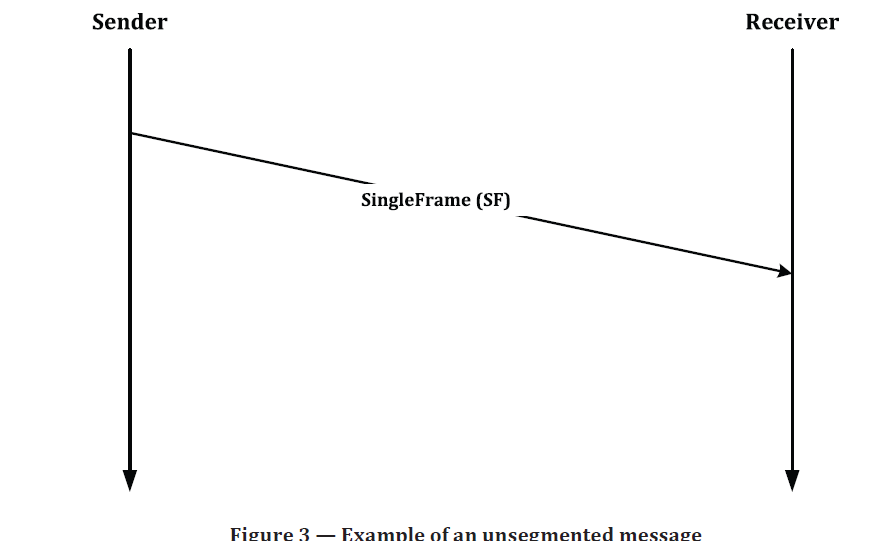 Sender
Receiver
SingleFrame (SF)
Figure 3 — Example of an unsegmented message